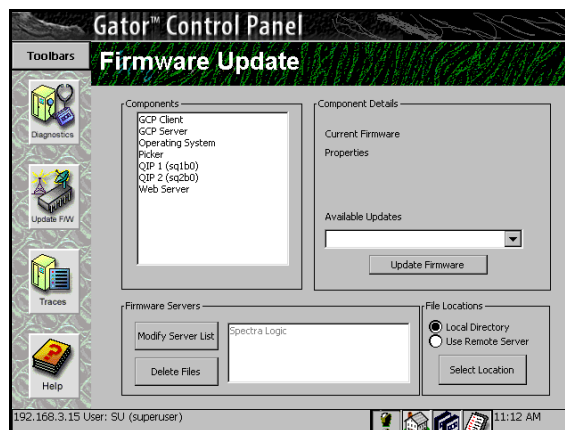 Gator™ Control Panel
Toolbars
Firmware Update
Diagnostics
Update F/W
Traces
Help
Components
GCP Client
GCP Server
Operating System
Picker
QIP 1 (sq1b0)
QIP 2 (sq2b0)
Web Server
Component Details
Current Firmware
Properties
Available Updates
Update Firmware
Firmware Servers
Modify Server List
Delete Files
Spectra Logic
File Locations
Local Directory
Use Remote Server
Select Location
192.168.3.15 User: SU (superuser)
11:12 AM